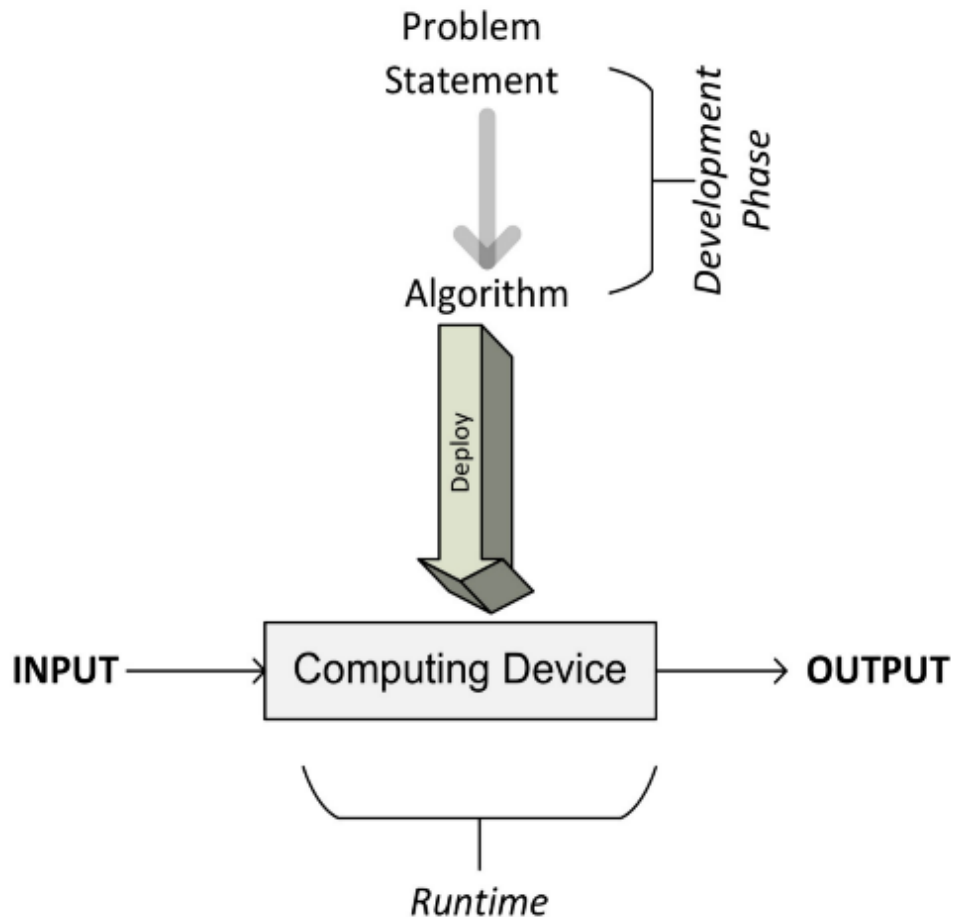 Problem
Statement
Development
Phase
Algorithm
Deploy
INPUT
Computing Device
OUTPUT
Runtime